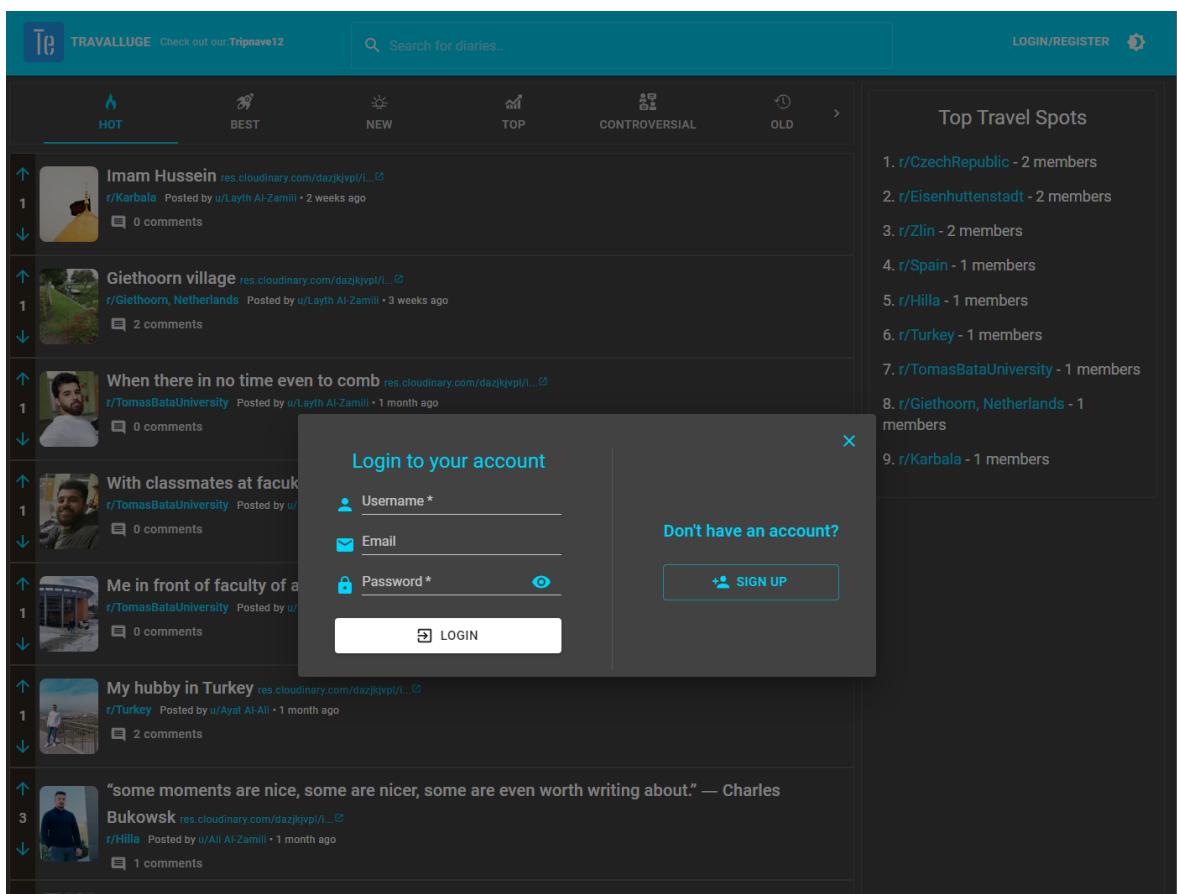 Te TRAVALLUGE Check out our:Tripnave12
Search for diaries..
LOGIN/REGISTER
HOT
BEST
NEW
TOP
CONTROVERSIAL
OLD
1
Imam Hussein res.cloudinary.com/dazjkjvpl/i...
r/Karbala Posted by u/Layth Al-Zamili • 2 weeks ago
0 comments
1
Giethoorn village res.cloudinary.com/dazjkjvpl/i...
r/Giethoorn, Netherlands Posted by u/Layth Al-Zamili • 3 weeks ago
2 comments
1
When there in no time even to comb res.cloudinary.com/dazjkjvpl/i...
r/TomasBataUniversity Posted by u/Layth Al-Zamili • 1 month ago
0 comments
1
With classmates at facuk
r/TomasBataUniversity Posted by u/
0 comments
1
Me in front of faculty of a
r/TomasBataUniversity Posted by u/
0 comments
1
My hubby in Turkey res.cloudinary.com/dazjkjvpl/i...
r/Turkey Posted by u/Ayat Al-Ali • 1 month ago
2 comments
3
“some moments are nice, some are nicer, some are even worth writing about.” — Charles
Bukowsk res.cloudinary.com/dazjkjvpl/i...
r/Hilla Posted by u/Ali Al-Zamili • 1 month ago
1 comments
Login to your account
Username *
Email
Password *
LOGIN
Don't have an account?
SIGN UP
Top Travel Spots
1. r/CzechRepublic - 2 members
2. r/Eisenhuttenstadt - 2 members
3. r/Zlin - 2 members
4. r/Spain - 1 members
5. r/Hilla - 1 members
6. r/Turkey - 1 members
7. r/TomasBataUniversity - 1 members
8. r/Giethoorn, Netherlands - 1
members
9. r/Karbala - 1 members